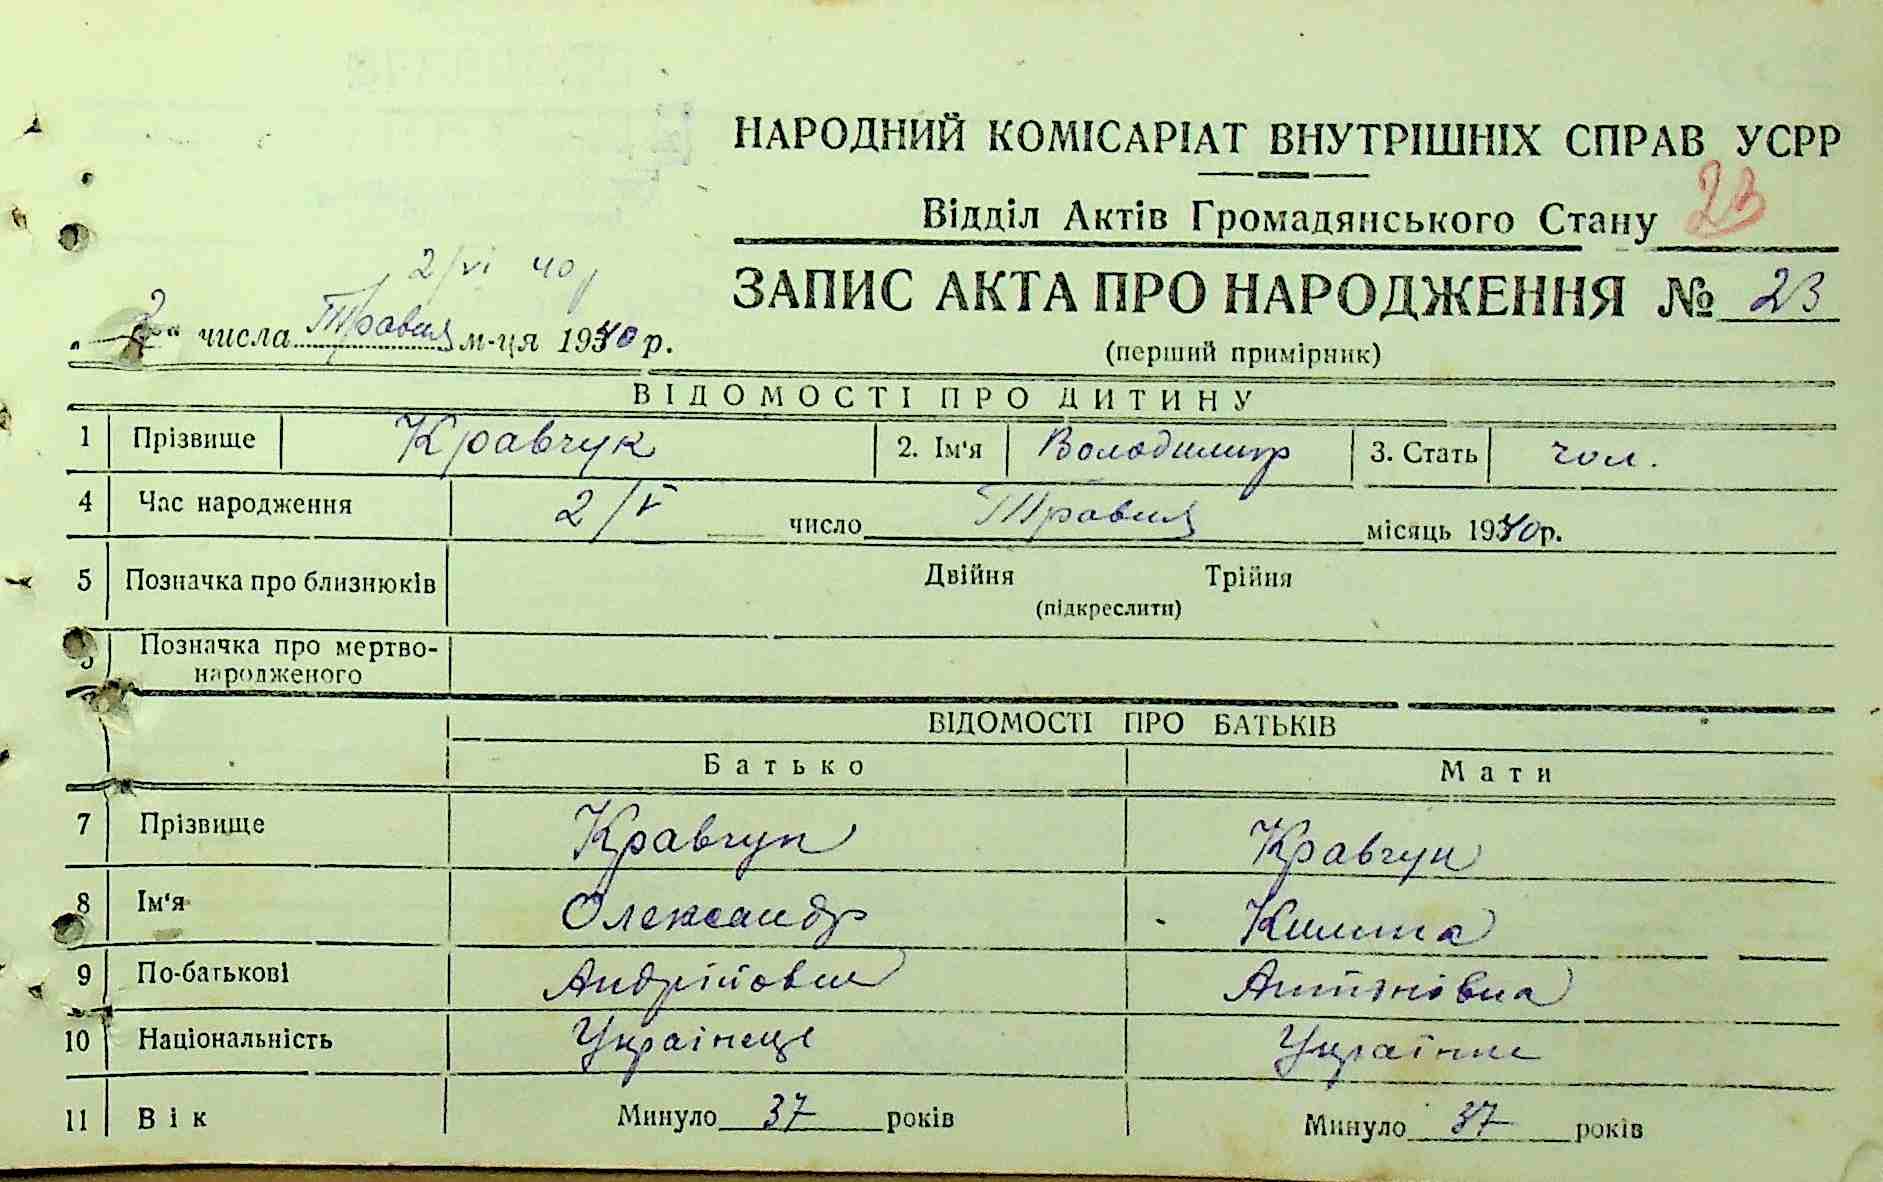 НАРОДНИЙ КОМІСАРІАТ ВНУТРІШНІХ СПРАВ УСРР
Відділ Актів Громадянського Стану 23
2/VI 40
ЗАПИС АКТА ПРО НАРОДЖЕННЯ № 23
2 числа Травня м-ця 1940 р.
(перший примірник)
ВІДОМОСТІ ПРО ДИТИНУ
1 Прізвище Кравчук 2. Ім'я Володимир 3. Стать чол.
4 Час народження 2/V число Травня місяць 1940 р.
5 Позначка про близнюків Двійня Трійня
(підкреслити)
Позначка про мертво-
народженого
ВІДОМОСТІ ПРО БАТЬКІВ
Батько Мати
7 Прізвище Кравчук Кравчук
8 Ім'я Олександр Килина
9 По-батькові Андрійович Антонівна
10 Національність Українець Українка
11 Вік Минуло 37 років Минуло 37 років